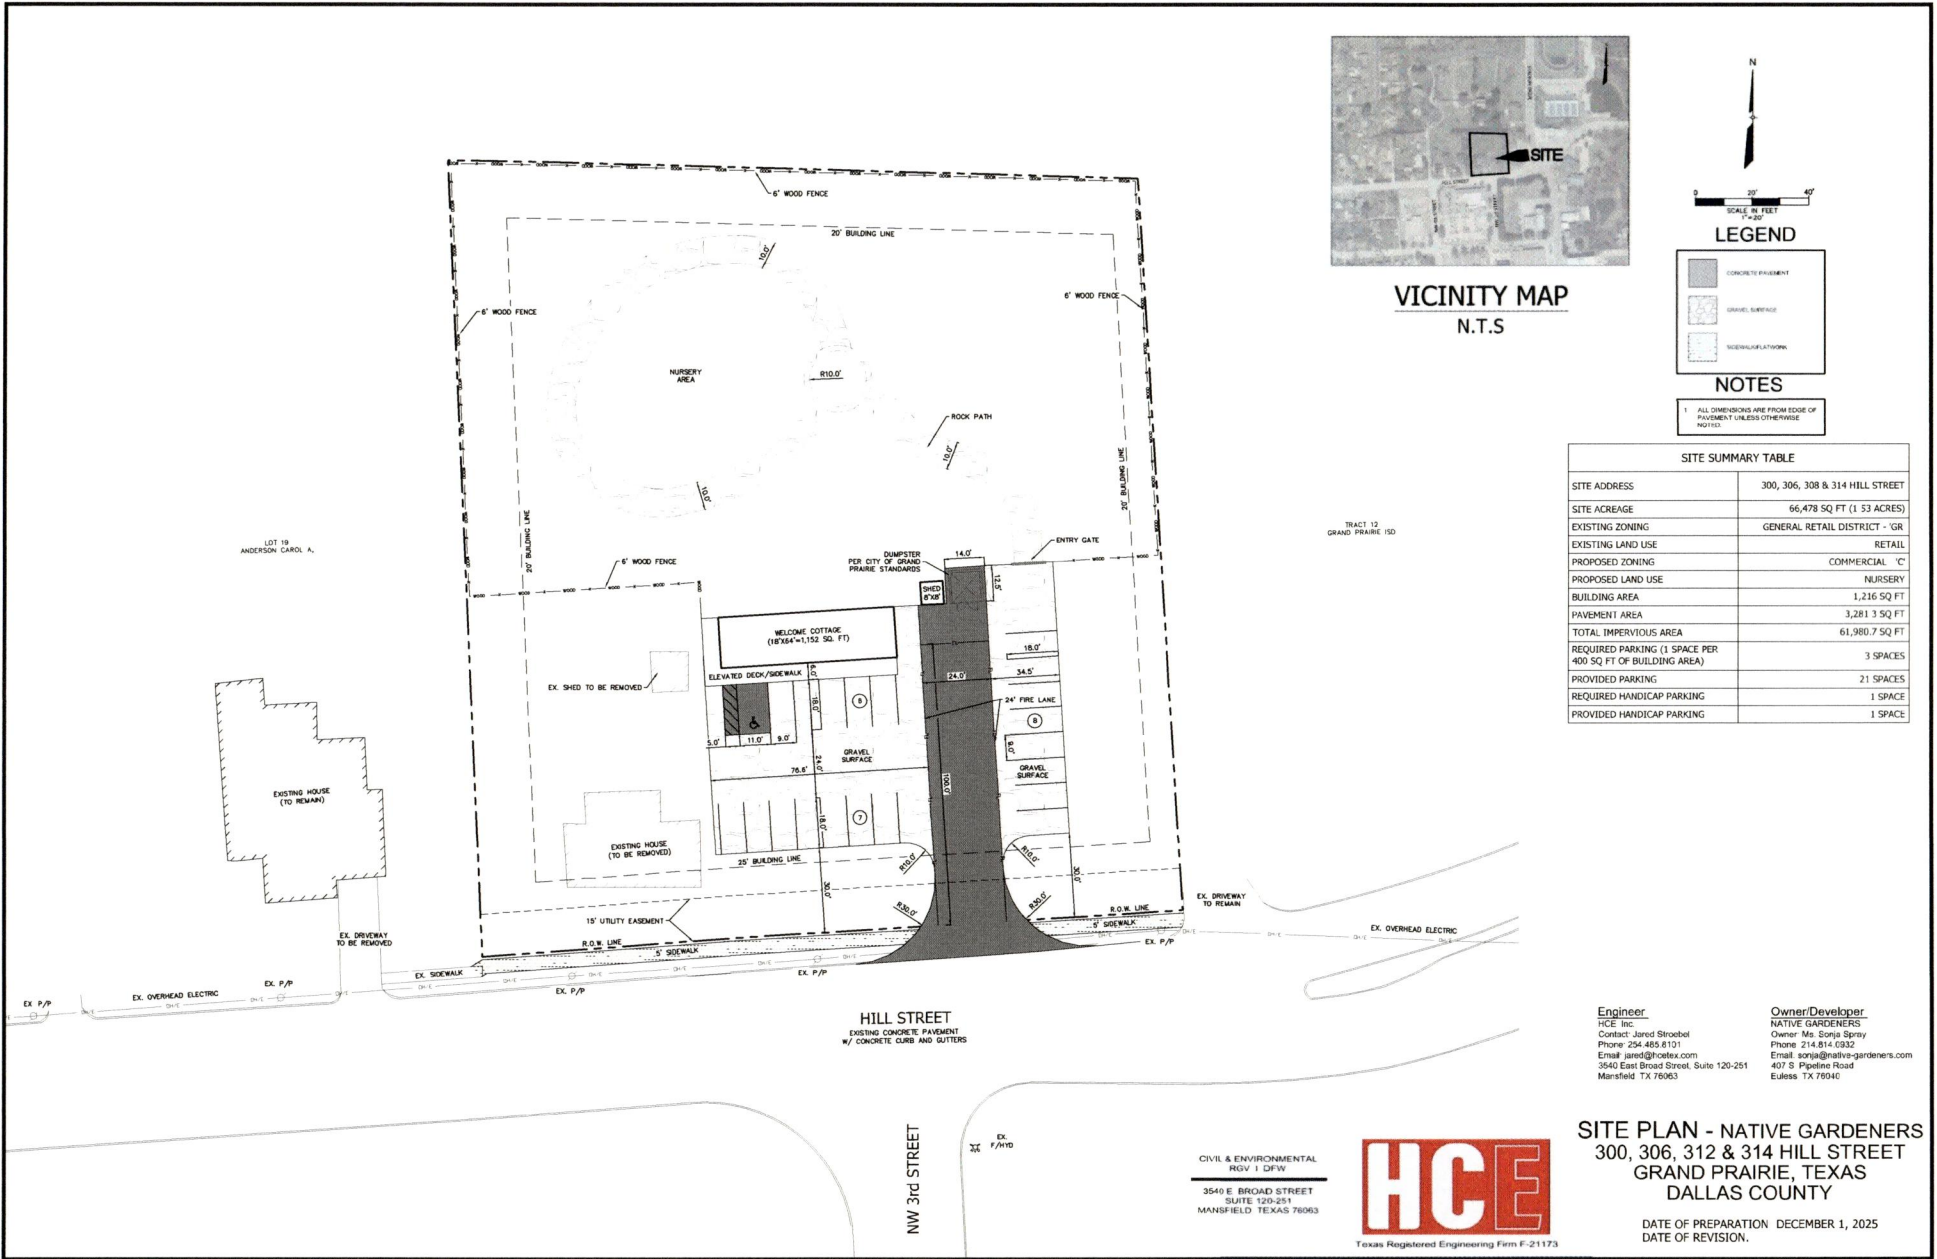 6' WOOD FENCE
20' BUILDING LINE
6' WOOD FENCE
6' WOOD FENCE
10.0'
NURSERY
AREA
R10.0'
ROCK PATH
10.0'
10.0'
20' BUILDING LINE
20' BUILDING LINE
LOT 19
ANDERSON CAROL A,
TRACT 12
GRAND PRAIRIE ISD
6' WOOD FENCE
DUMPSTER
PER CITY OF GRAND
PRAIRIE STANDARDS
14.0'
ENTRY GATE
12.5'
SHED
8'X8'
WELCOME COTTAGE
(18'X64'=1,152 SQ. FT)
6.0'
ELEVATED DECK/SIDEWALK
EX. SHED TO BE REMOVED
18.0'
24.0'
34.5'
24' FIRE LANE
18.0'
6
8
5.0'
11.0'
9.0'
9.0'
GRAVEL
SURFACE
GRAVEL
SURFACE
24.0'
76.6'
100.0'
18.0'
7
EXISTING HOUSE
(TO REMAIN)
EXISTING HOUSE
(TO BE REMOVED)
25' BUILDING LINE
R10.0'
R10.0'
30.0'
30.0'
R30.0'
R30.0'
15' UTILITY EASEMENT
R.O.W. LINE
5' SIDEWALK
R.O.W. LINE
5' SIDEWALK
EX. DRIVEWAY
TO REMAIN
EX. DRIVEWAY
TO BE REMOVED
EX. SIDEWALK
EX. OVERHEAD ELECTRIC
EX. P/P
EX. P/P
EX. P/P
EX. P/P
EX P/P
EX. OVERHEAD ELECTRIC
HILL STREET
EXISTING CONCRETE PAVEMENT
W/ CONCRETE CURB AND GUTTERS
NW 3rd STREET
EX.
F/HYD
SITE
HILL STREET
VICINITY MAP
N.T.S
N
0 20' 40'
SCALE IN FEET
1"=20'
LEGEND
CONCRETE PAVEMENT
GRAVEL SURFACE
SIDEWALK/FLATWORK
NOTES
1 ALL DIMENSIONS ARE FROM EDGE OF
PAVEMENT UNLESS OTHERWISE
NOTED.
SITE SUMMARY TABLE
SITE ADDRESS 300, 306, 308 & 314 HILL STREET
SITE ACREAGE 66,478 SQ FT (1 53 ACRES)
EXISTING ZONING GENERAL RETAIL DISTRICT - 'GR
EXISTING LAND USE RETAIL
PROPOSED ZONING COMMERCIAL 'C'
PROPOSED LAND USE NURSERY
BUILDING AREA 1,216 SQ FT
PAVEMENT AREA 3,281 3 SQ FT
TOTAL IMPERVIOUS AREA 61,980.7 SQ FT
REQUIRED PARKING (1 SPACE PER
400 SQ FT OF BUILDING AREA) 3 SPACES
PROVIDED PARKING 21 SPACES
REQUIRED HANDICAP PARKING 1 SPACE
PROVIDED HANDICAP PARKING 1 SPACE
Engineer
HCE Inc.
Contact: Jared Stroebel
Phone: 254.485.8101
Email: jared@hcetex.com
3540 East Broad Street, Suite 120-251
Mansfield TX 76063
Owner/Developer
NATIVE GARDENERS
Owner: Ms. Sonja Spray
Phone 214.814.0932
Email. sonja@native-gardeners.com
407 S Pipeline Road
Euless TX 76040
CIVIL & ENVIRONMENTAL
RGV | DFW
3540 E BROAD STREET
SUITE 120-251
MANSFIELD TEXAS 76063
HCE
Texas Registered Engineering Firm F-21173
SITE PLAN - NATIVE GARDENERS
300, 306, 312 & 314 HILL STREET
GRAND PRAIRIE, TEXAS
DALLAS COUNTY
DATE OF PREPARATION DECEMBER 1, 2025
DATE OF REVISION.